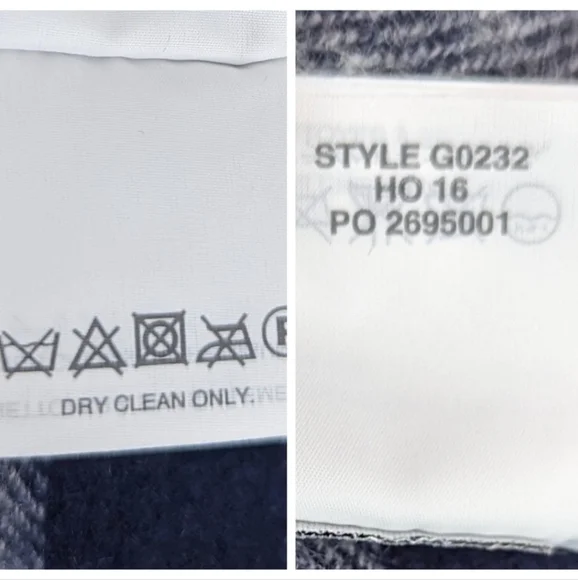 DRY CLEAN ONLY.
STYLE G0232
HO 16
PO 2695001